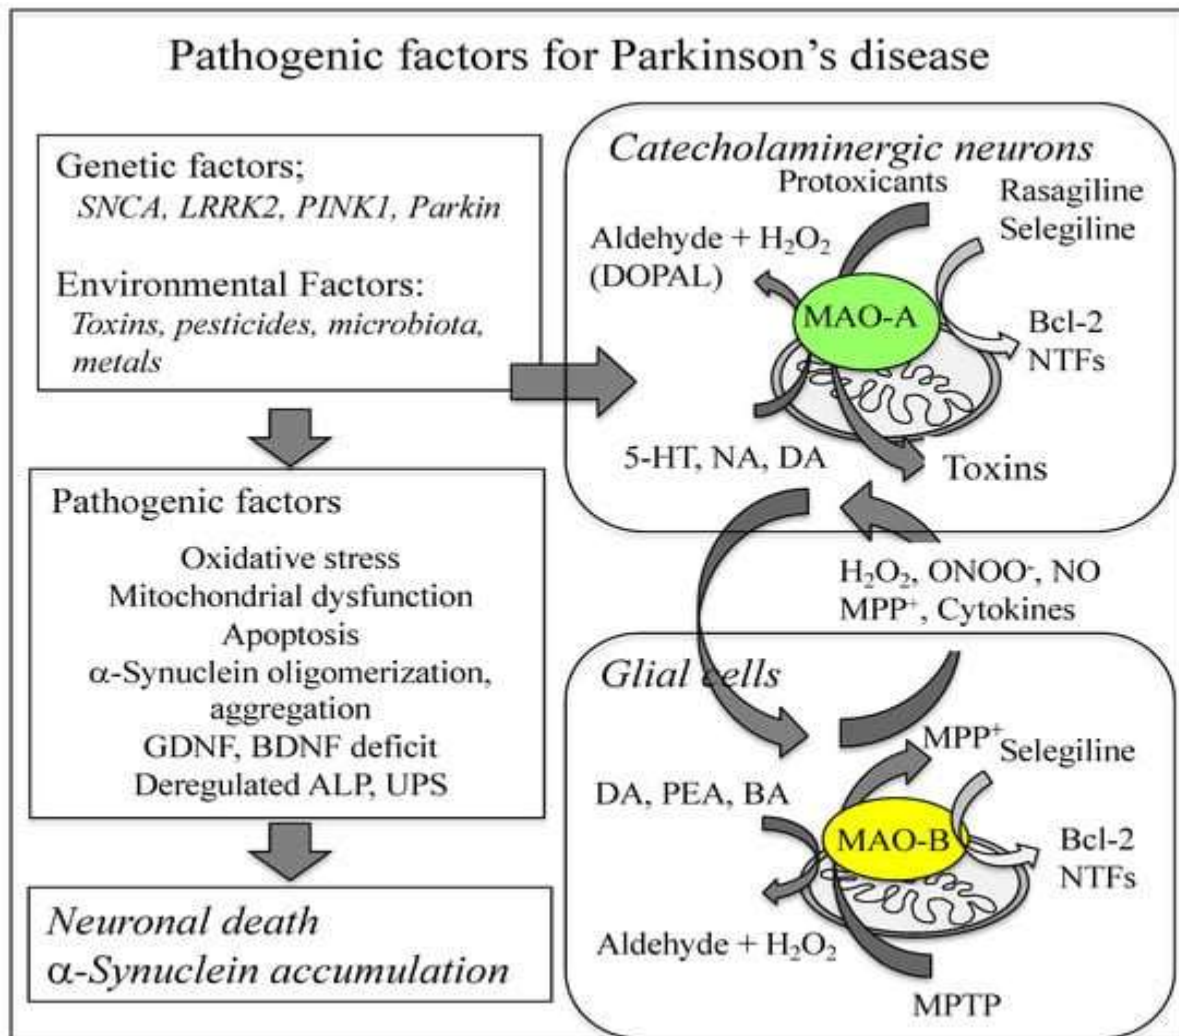 Pathogenic factors for Parkinson's disease
Genetic factors;
SNCA, LRRK2, PINK1, Parkin
Environmental Factors:
Toxins, pesticides, microbiota,
metals
Pathogenic factors
Oxidative stress
Mitochondrial dysfunction
Apoptosis
α-Synuclein oligomerization,
aggregation
GDNF, BDNF deficit
Deregulated ALP, UPS
Neuronal death
α-Synuclein accumulation
Catecholaminergic neurons
Protoxicants
Rasagiline
Selegiline
Aldehyde + H₂O₂
(DOPAL)
MAO-A
Bcl-2
NTFs
5-HT, NA, DA
Toxins
H₂O₂, ONOO⁻, NO
MPP⁺, Cytokines
Glial cells
MPP⁺
Selegiline
DA, PEA, BA
MAO-B
Bcl-2
NTFs
Aldehyde + H₂O₂
MPTP